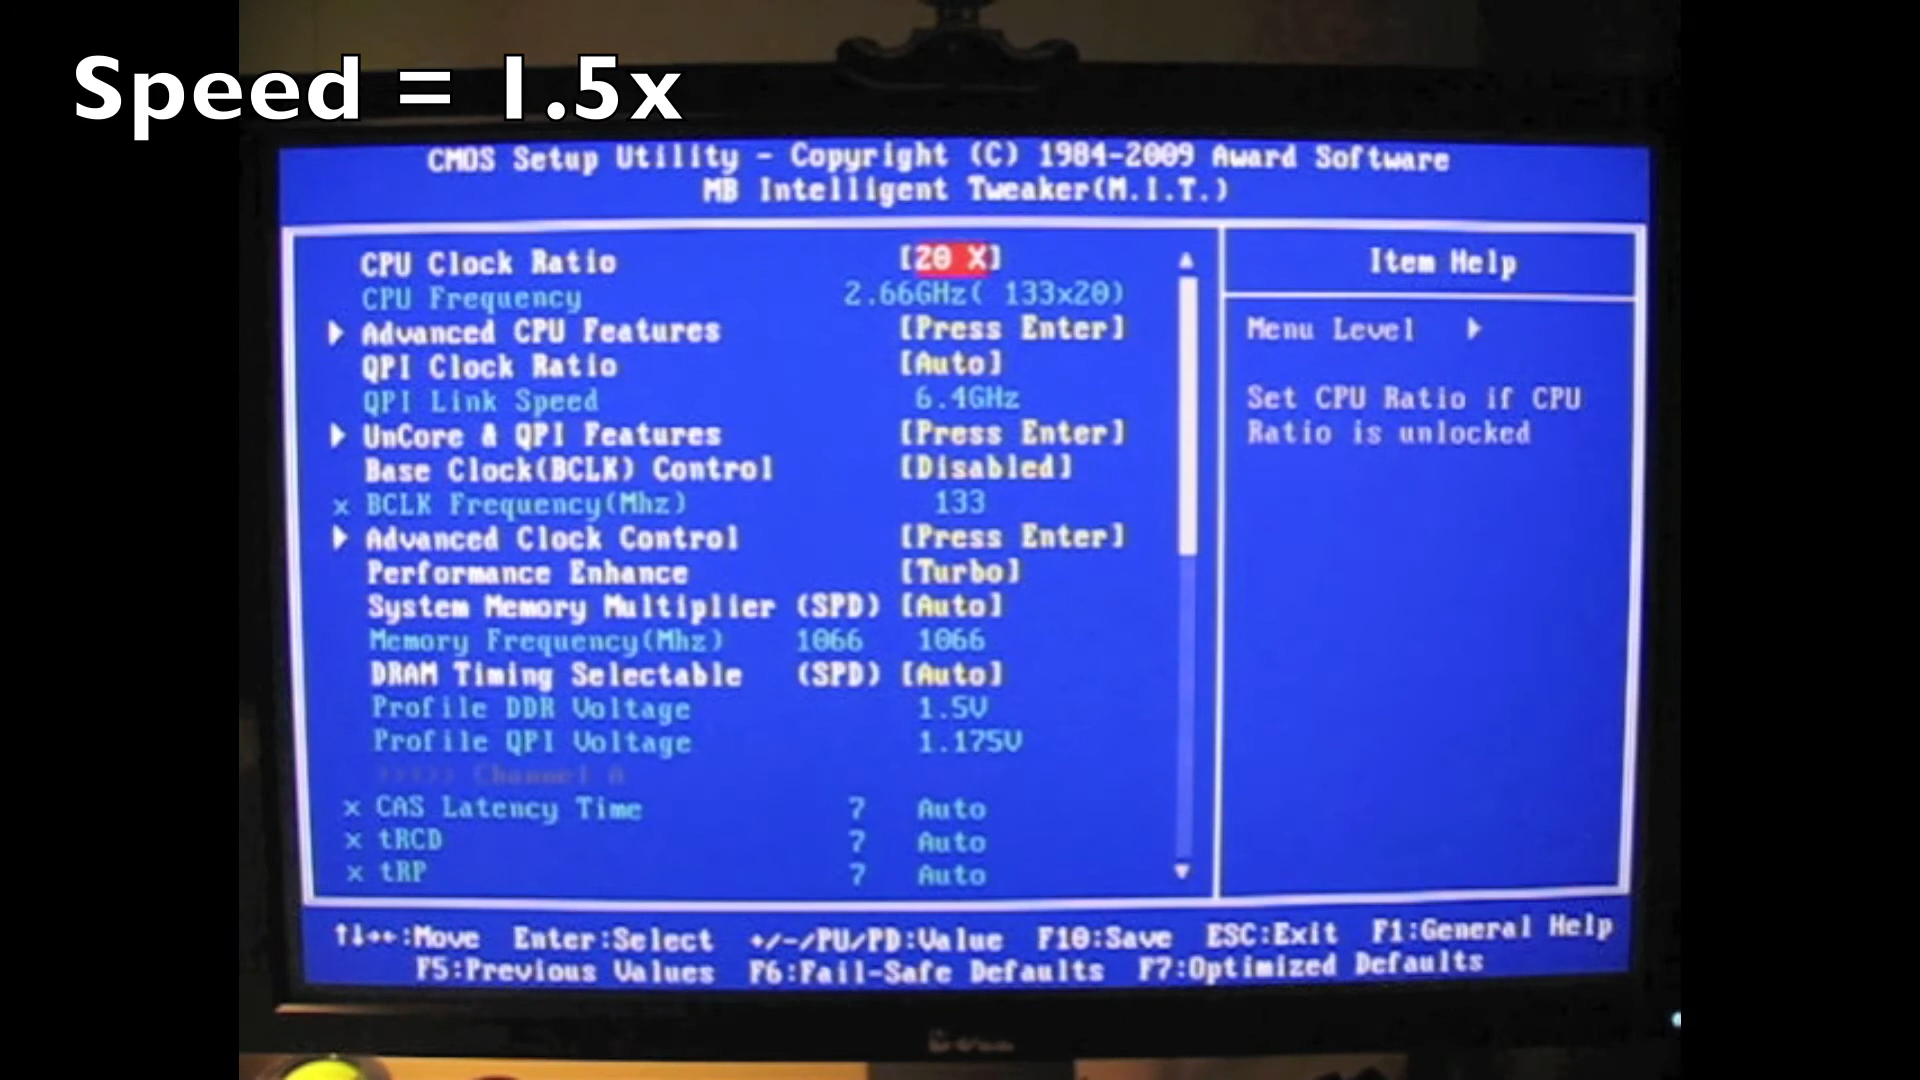 Speed = 1.5x
CMOS Setup Utility - Copyright (C) 1984-2009 Award Software
MB Intelligent Tweaker(M.I.T.)
CPU Clock Ratio [20 X]
CPU Frequency 2.66GHz( 133x20)
Advanced CPU Features [Press Enter]
QPI Clock Ratio [Auto]
QPI Link Speed 6.4GHz
UnCore & QPI Features [Press Enter]
Base Clock(BCLK) Control [Disabled]
x BCLK Frequency(Mhz) 133
Advanced Clock Control [Press Enter]
Performance Enhance [Turbo]
System Memory Multiplier (SPD) [Auto]
Memory Frequency(Mhz) 1066 1066
DRAM Timing Selectable (SPD) [Auto]
Profile DDR Voltage 1.5V
Profile QPI Voltage 1.175V
>>>>> Channel A
x CAS Latency Time 7 Auto
x tRCD 7 Auto
x tRP 7 Auto
Item Help
Menu Level
Set CPU Ratio if CPU
Ratio is unlocked
↑↓→←:Move Enter:Select +/-/PU/PD:Value F10:Save ESC:Exit F1:General Help
F5:Previous Values F6:Fail-Safe Defaults F7:Optimized Defaults